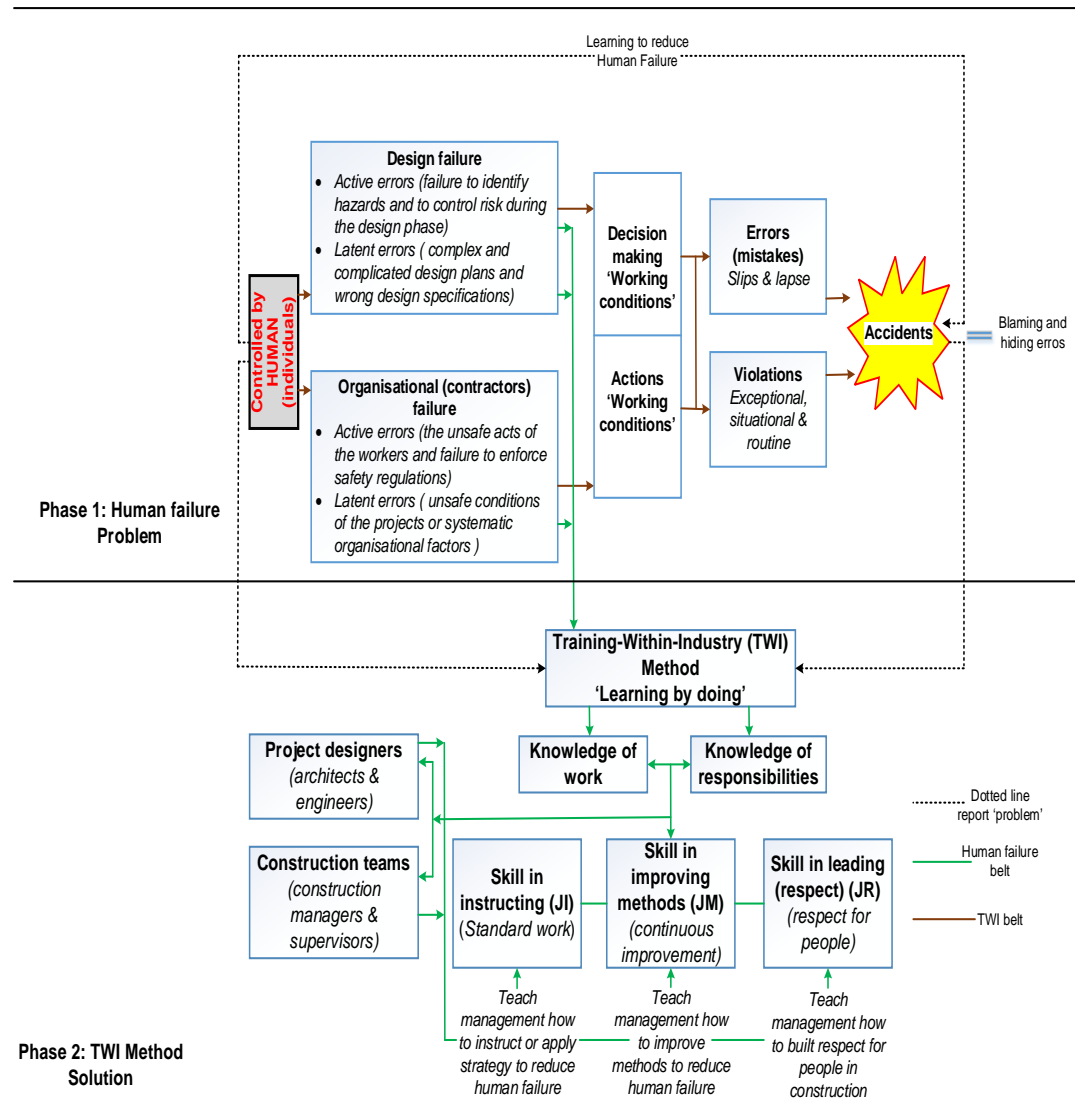 Learning to reduce
Human Failure
Design failure
• Active errors (failure to identify
hazards and to control risk during
the design phase)
• Latent errors ( complex and
complicated design plans and
wrong design specifications)
Controlled by
HUMAN
(individuals)
Organisational (contractors)
failure
• Active errors (the unsafe acts of
the workers and failure to enforce
safety regulations)
• Latent errors ( unsafe conditions
of the projects or systematic
organisational factors )
Decision
making
‘Working
conditions’
Actions
‘Working
conditions’
Errors
(mistakes)
Slips & lapse
Violations
Exceptional,
situational &
routine
Accidents
Blaming and
hiding erros
Phase 1: Human failure
Problem
Training-Within-Industry (TWI)
Method
‘Learning by doing’
Knowledge of
work
Knowledge of
responsibilities
Project designers
(architects &
engineers)
Construction teams
(construction
managers &
supervisors)
Skill in
instructing (JI)
(Standard work)
Skill in
improving
methods (JM)
(continuous
improvement)
Skill in leading
(respect) (JR)
(respect for
people)
Teach
management how
to instruct or apply
strategy to reduce
human failure
Teach
management how
to improve
methods to reduce
human failure
Teach
management how
to built respect for
people in
construction
Dotted line
report ‘problem’
Human failure
belt
TWI belt
Phase 2: TWI Method
Solution